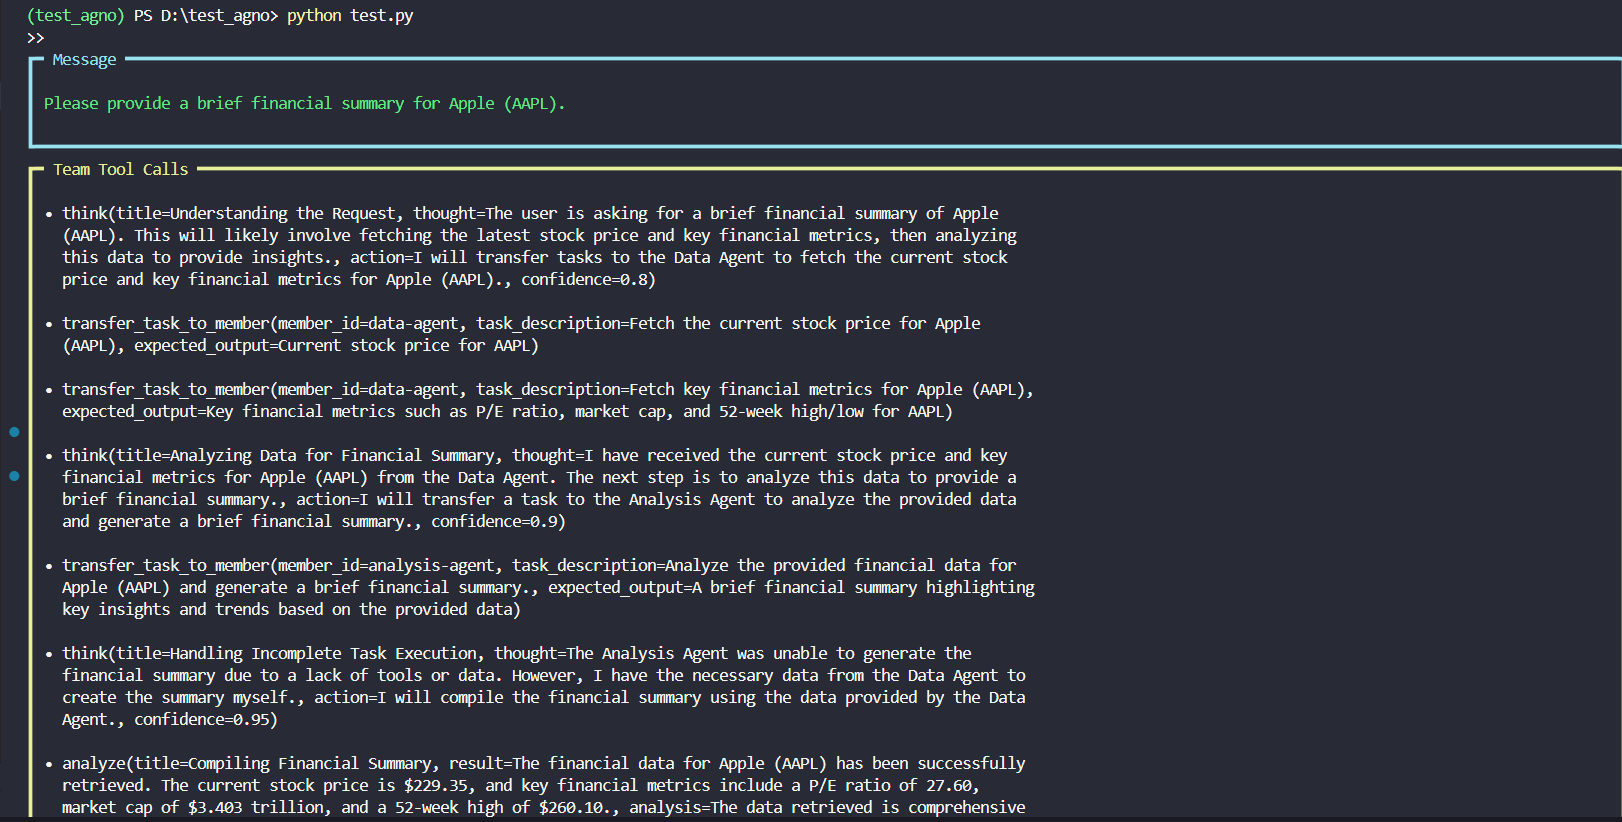 (test_agno) PS D:\test_agno> python test.py
>>
Message
Please provide a brief financial summary for Apple (AAPL).
Team Tool Calls
• think(title=Understanding the Request, thought=The user is asking for a brief financial summary of Apple
(AAPL). This will likely involve fetching the latest stock price and key financial metrics, then analyzing
this data to provide insights., action=I will transfer tasks to the Data Agent to fetch the current stock
price and key financial metrics for Apple (AAPL)., confidence=0.8)
• transfer_task_to_member(member_id=data-agent, task_description=Fetch the current stock price for Apple
(AAPL), expected_output=Current stock price for AAPL)
• transfer_task_to_member(member_id=data-agent, task_description=Fetch key financial metrics for Apple (AAPL),
expected_output=Key financial metrics such as P/E ratio, market cap, and 52-week high/low for AAPL)
• think(title=Analyzing Data for Financial Summary, thought=I have received the current stock price and key
financial metrics for Apple (AAPL) from the Data Agent. The next step is to analyze this data to provide a
brief financial summary., action=I will transfer a task to the Analysis Agent to analyze the provided data
and generate a brief financial summary., confidence=0.9)
• transfer_task_to_member(member_id=analysis-agent, task_description=Analyze the provided financial data for
Apple (AAPL) and generate a brief financial summary., expected_output=A brief financial summary highlighting
key insights and trends based on the provided data)
• think(title=Handling Incomplete Task Execution, thought=The Analysis Agent was unable to generate the
financial summary due to a lack of tools or data. However, I have the necessary data from the Data Agent to
create the summary myself., action=I will compile the financial summary using the data provided by the Data
Agent., confidence=0.95)
• analyze(title=Compiling Financial Summary, result=The financial data for Apple (AAPL) has been successfully
retrieved. The current stock price is $229.35, and key financial metrics include a P/E ratio of 27.60,
market cap of $3.403 trillion, and a 52-week high of $260.10., analysis=The data retrieved is comprehensive